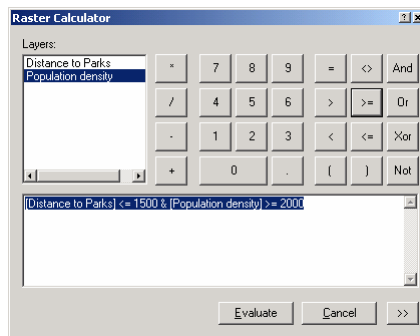 Raster Calculator
Layers:
Distance to Parks
Population density
* 7 8 9 = <> And
/ 4 5 6 > >= Or
- 1 2 3 < <= Xor
+ 0 . ( ) Not
[Distance to Parks] <= 1500 & [Population density] >= 2000
Evaluate Cancel >>